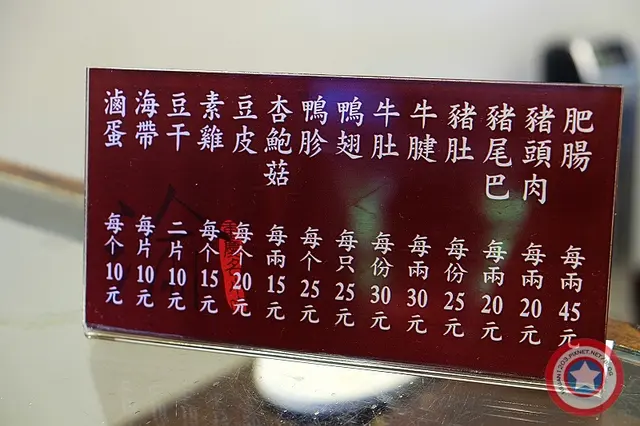 肥腸 每兩45元
豬頭肉 每兩20元
豬尾巴 每兩20元
豬肚 每份25元
牛腱 每兩30元
牛肚 每份30元
鴨翅 每只25元
鴨胗 每个25元
杏鮑菇 每兩15元
豆皮 每个20元
素雞 每个15元
豆干 二片10元
海帶 每片10元
滷蛋 每个10元